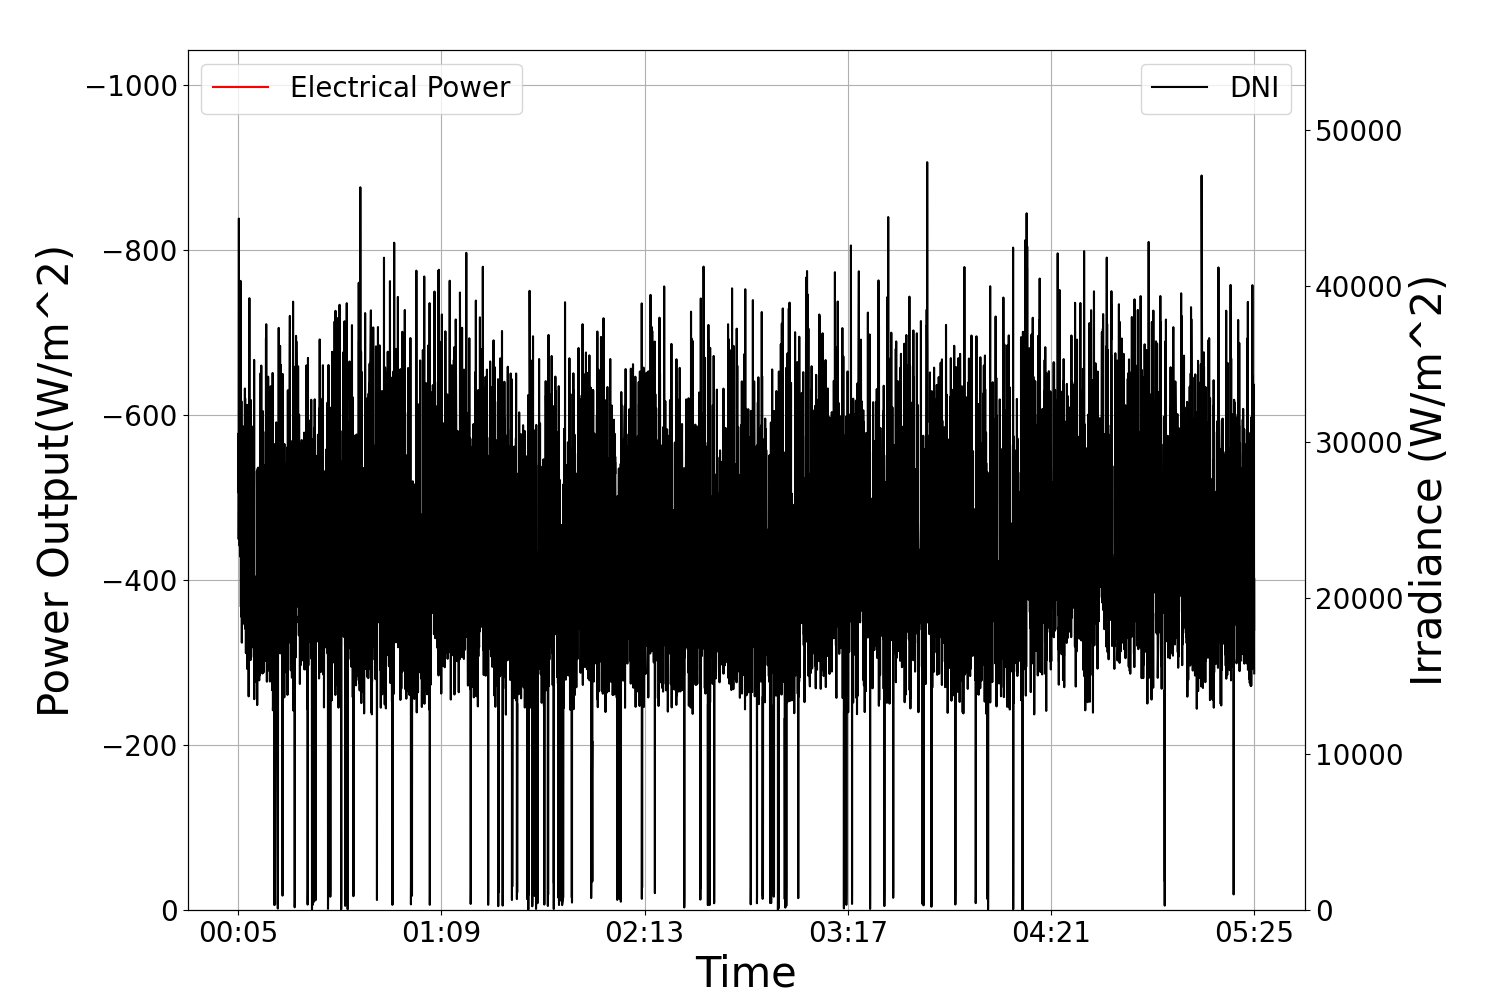 Electrical Power
DNI
Power Output(W/m^2)
−1000
−800
−600
−400
−200
0
50000
40000
30000
20000
10000
0
Irradiance (W/m^2)
00:05 01:09 02:13 03:17 04:21 05:25
Time